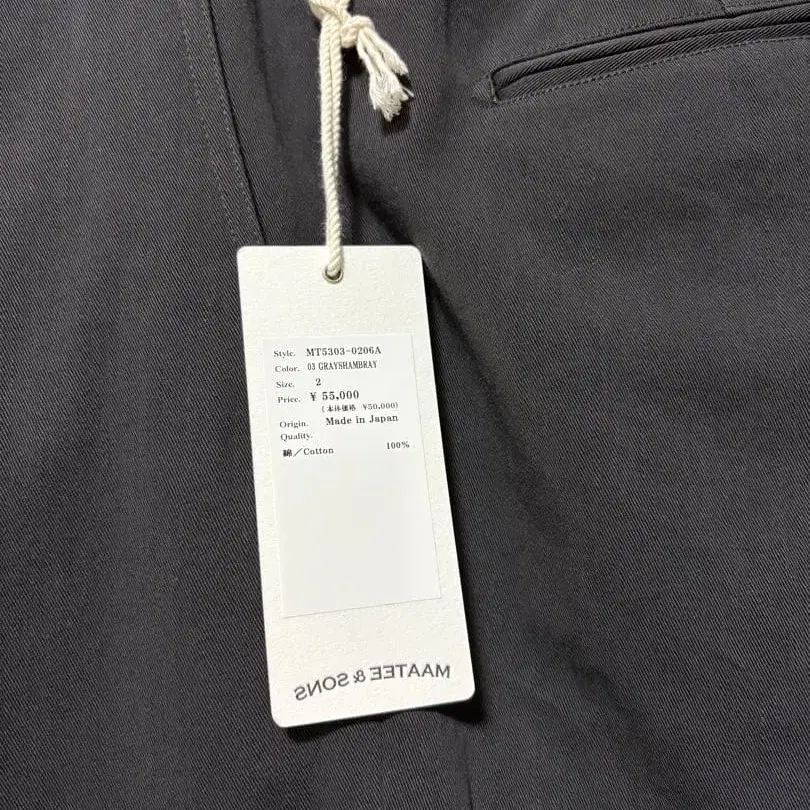 Style. MT5303-0206A
Color. 03 GRAYSHAMBRAY
Size. 2
Price. ¥ 55,000
(本体価格 ¥50,000)
Origin. Made in Japan
Quality.
綿/Cotton 100%
MAATEE & SONS